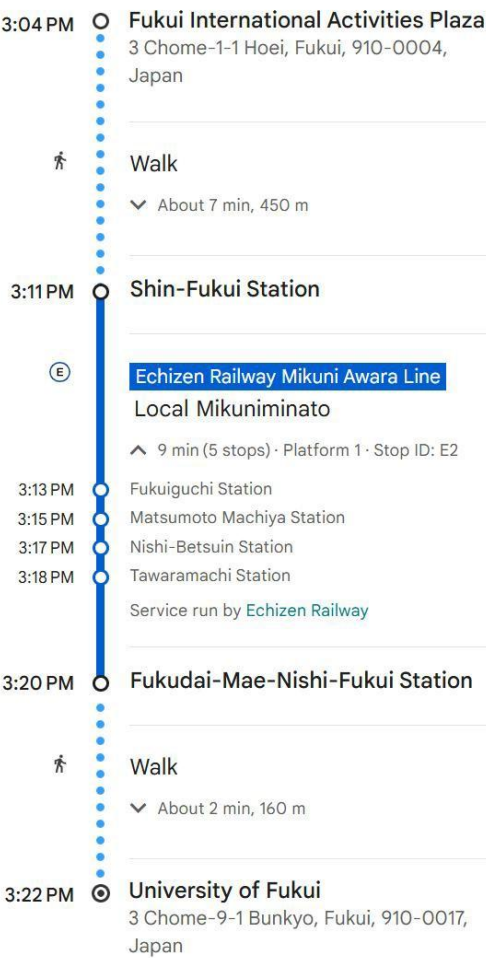 3:04 PM Fukui International Activities Plaza
3 Chome-1-1 Hoei, Fukui, 910-0004,
Japan
Walk
About 7 min, 450 m
3:11 PM Shin-Fukui Station
E Echizen Railway Mikuni Awara Line
Local Mikuniminato
9 min (5 stops) · Platform 1 · Stop ID: E2
3:13 PM Fukuiguchi Station
3:15 PM Matsumoto Machiya Station
3:17 PM Nishi-Betsuin Station
3:18 PM Tawaramachi Station
Service run by Echizen Railway
3:20 PM Fukudai-Mae-Nishi-Fukui Station
Walk
About 2 min, 160 m
3:22 PM University of Fukui
3 Chome-9-1 Bunkyo, Fukui, 910-0017,
Japan